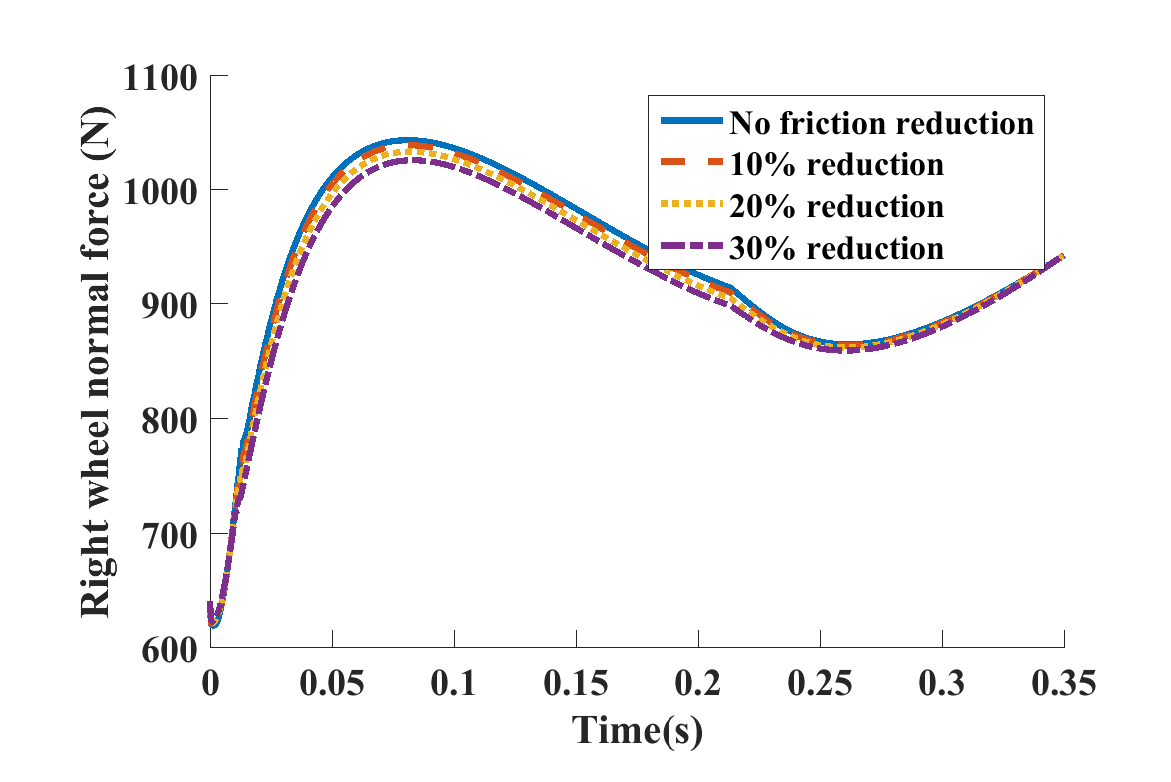 1100
1000
900
800
700
600
Right wheel normal force (N)
No friction reduction
10% reduction
20% reduction
30% reduction
0
0.05
0.1
0.15
0.2
0.25
0.3
0.35
Time(s)